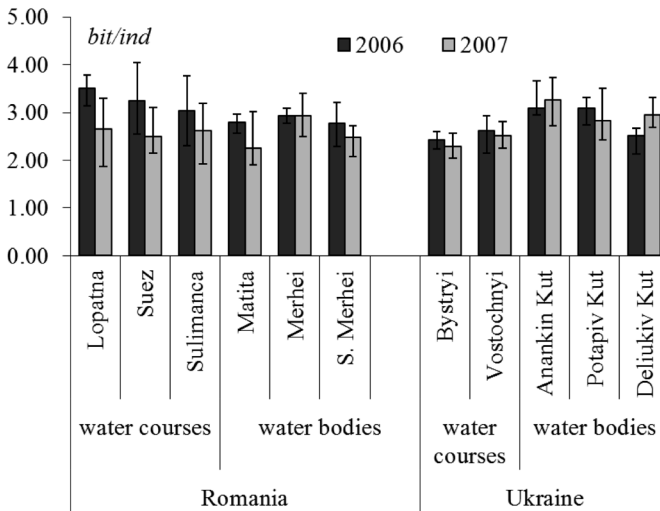 5.00
bit/ind
2006
2007
4.00
3.00
2.00
1.00
0.00
Lopatna
Suez
Sulimanca
Matita
Merhei
S. Merhei
Bystryi
Vostochnyi
Anankin Kut
Potapiv Kut
Deliukiv Kut
water courses
water bodies
water
courses
water bodies
Romania
Ukraine